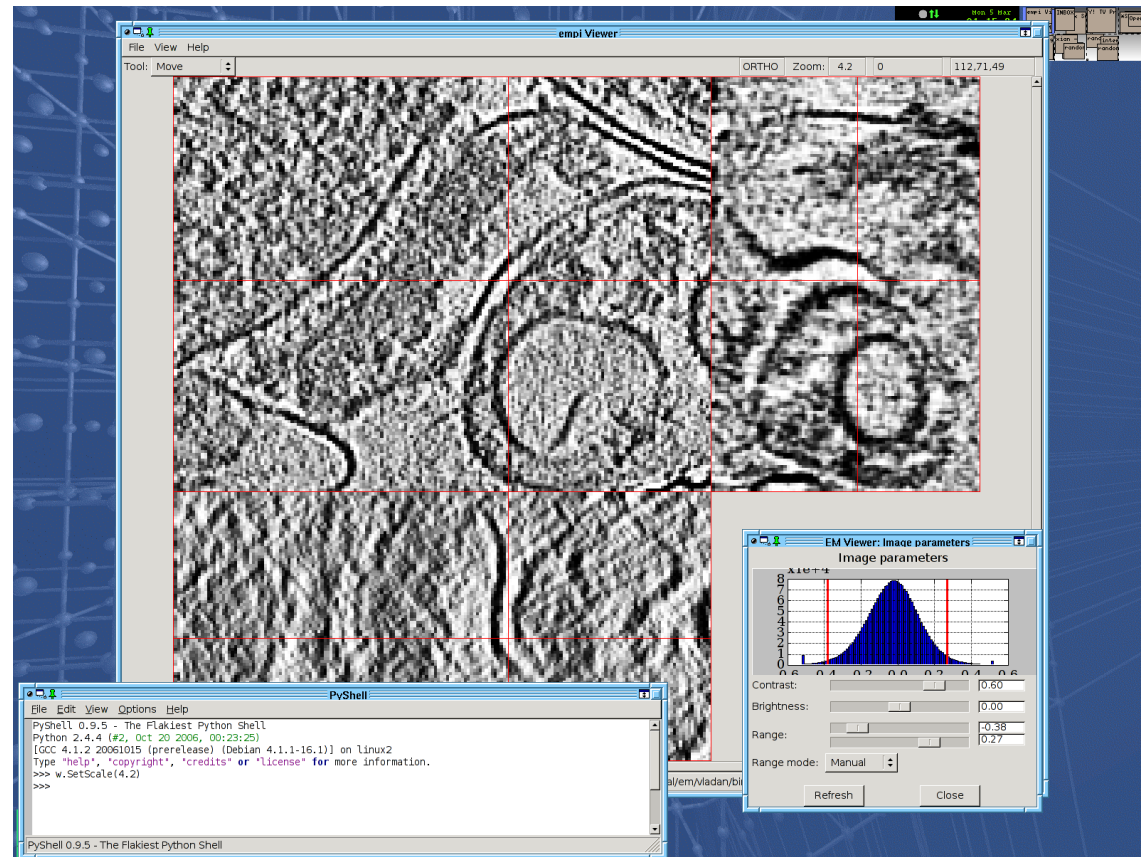 Mon 5 Mar
INBOX
empi Viewer
File View Help
Tool: Move ORTHO Zoom: 4.2 0 112,71,49
EM Viewer: Image parameters
Image parameters
x1e+4
8
7
6
5
4
3
2
1
0
0.6 0.4 0.2 0.0 0.2 0.4 0.6
Contrast: 0.60
Brightness: 0.00
Range: -0.38
0.27
Range mode: Manual
Refresh Close
al/em/vladan/bin
PyShell
File Edit View Options Help
PyShell 0.9.5 - The Flakiest Python Shell
Python 2.4.4 (#2, Oct 20 2006, 00:23:25)
[GCC 4.1.2 20061015 (prerelease) (Debian 4.1.1-16.1)] on linux2
Type "help", "copyright", "credits" or "license" for more information.
>>> w.SetScale(4.2)
>>>
PyShell 0.9.5 - The Flakiest Python Shell